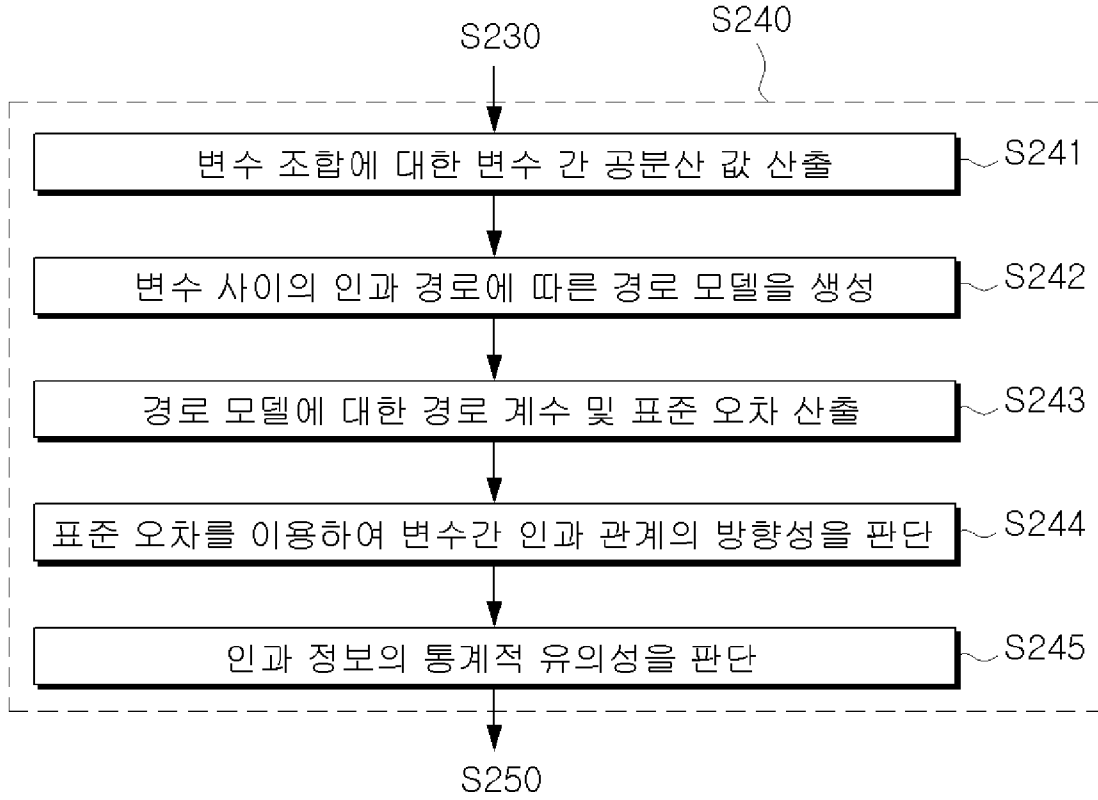 S230
S240
변수 조합에 대한 변수 간 공분산 값 산출
S241
변수 사이의 인과 경로에 따른 경로 모델을 생성
S242
경로 모델에 대한 경로 계수 및 표준 오차 산출
S243
표준 오차를 이용하여 변수간 인과 관계의 방향성을 판단
S244
인과 정보의 통계적 유의성을 판단
S245
S250